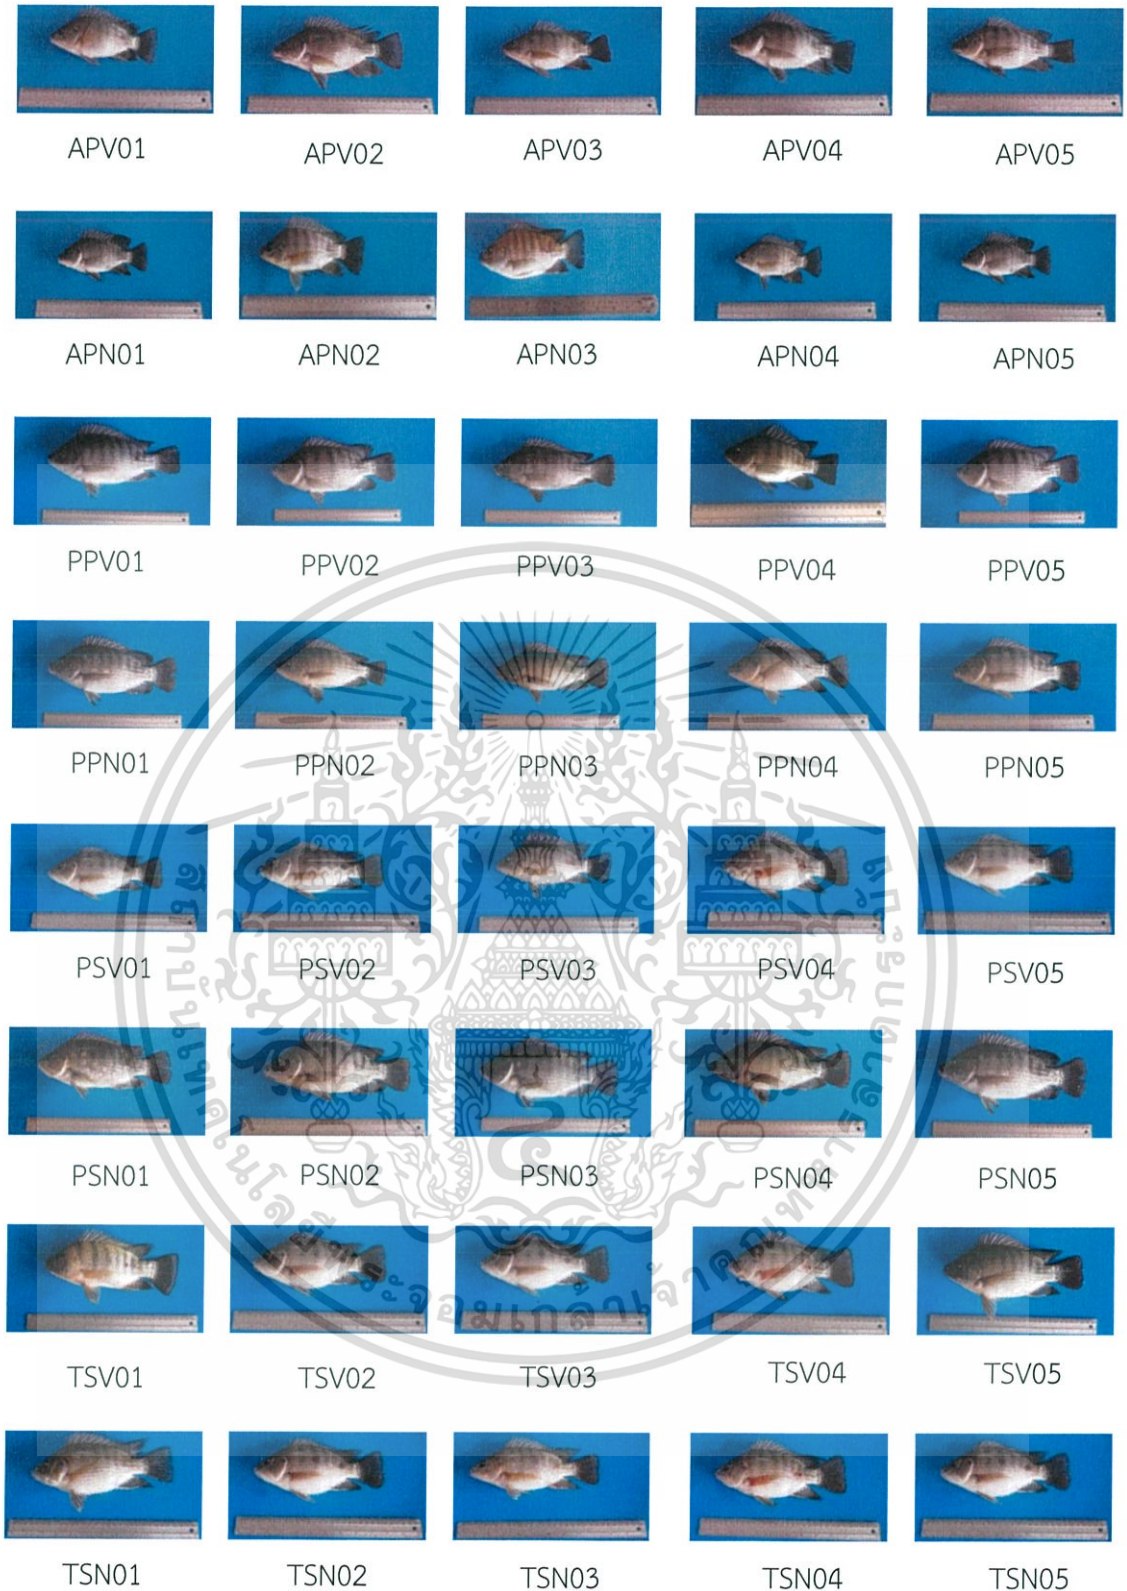 APV01 APV02 APV03 APV04 APV05
APN01 APN02 APN03 APN04 APN05
PPV01 PPV02 PPV03 PPV04 PPV05
PPN01 PPN02 PPN03 PPN04 PPN05
PSV01 PSV02 PSV03 PSV04 PSV05
PSN01 PSN02 PSN03 PSN04 PSN05
TSV01 TSV02 TSV03 TSV04 TSV05
TSN01 TSN02 TSN03 TSN04 TSN05